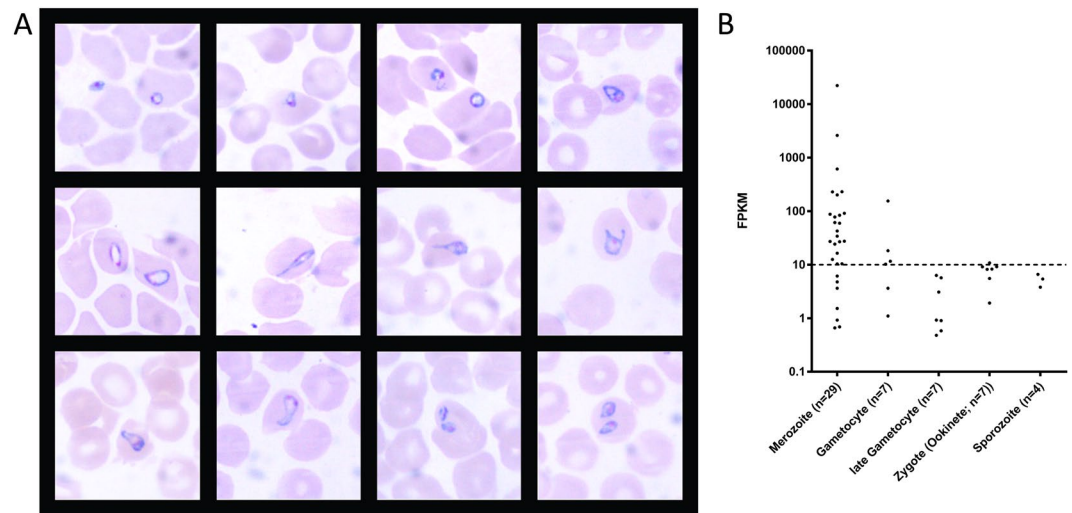 A
B
100000
10000
1000
100
10
1
0.1
FPKM
Merozoite (n=29)
Gametocyte (n=7)
late Gametocyte (n=7)
Zygote (Ookinete; n=7))
Sporozoite (n=4)